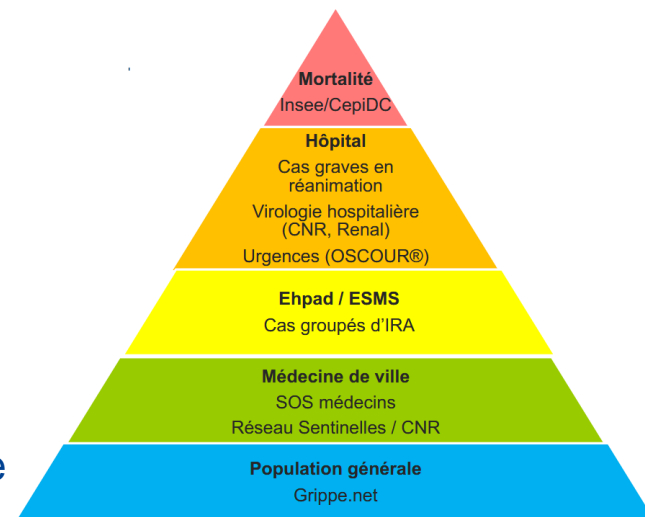 Mortalité
Insee/CepiDC
Hôpital
Cas graves en
réanimation
Virologie hospitalière
(CNR, Renal)
Urgences (OSCOUR®)
Ehpad / ESMS
Cas groupés d'IRA
Médecine de ville
SOS médecins
Réseau Sentinelles / CNR
e
Population générale
Grippe.net